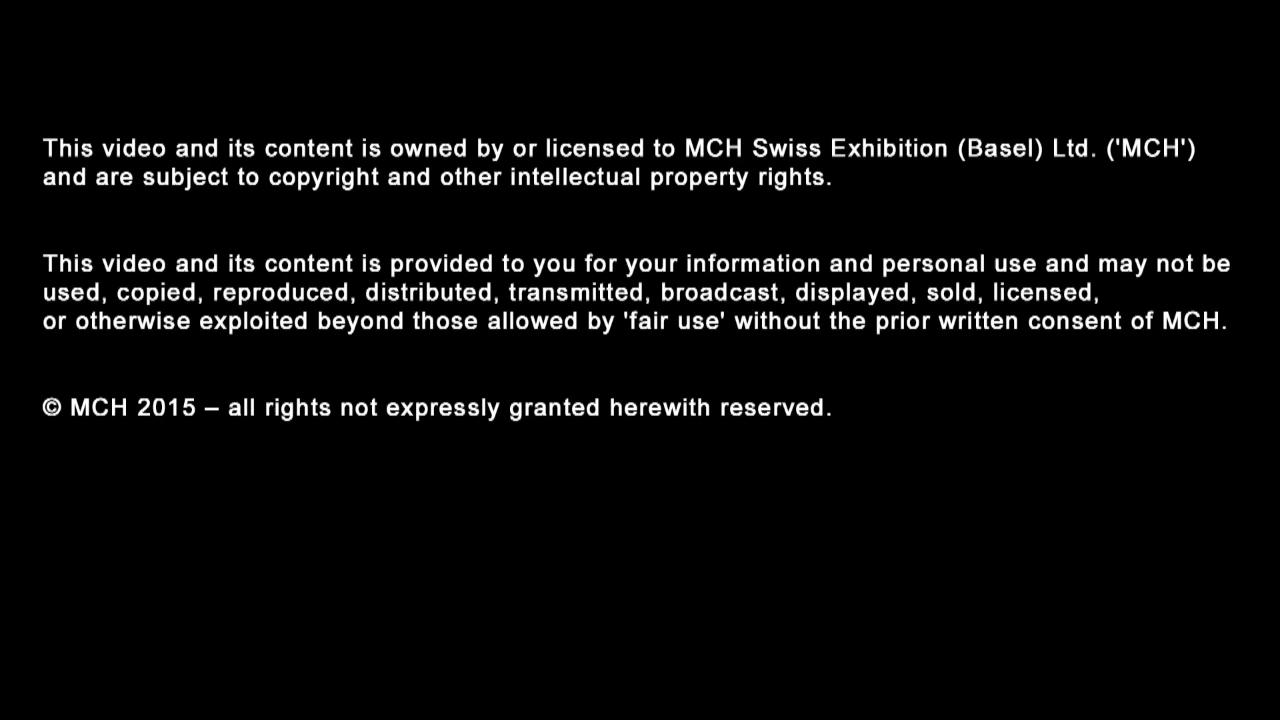 This video and its content is owned by or licensed to MCH Swiss Exhibition (Basel) Ltd. ('MCH')
and are subject to copyright and other intellectual property rights.
This video and its content is provided to you for your information and personal use and may not be
used, copied, reproduced, distributed, transmitted, broadcast, displayed, sold, licensed,
or otherwise exploited beyond those allowed by 'fair use' without the prior written consent of MCH.
© MCH 2015 – all rights not expressly granted herewith reserved.